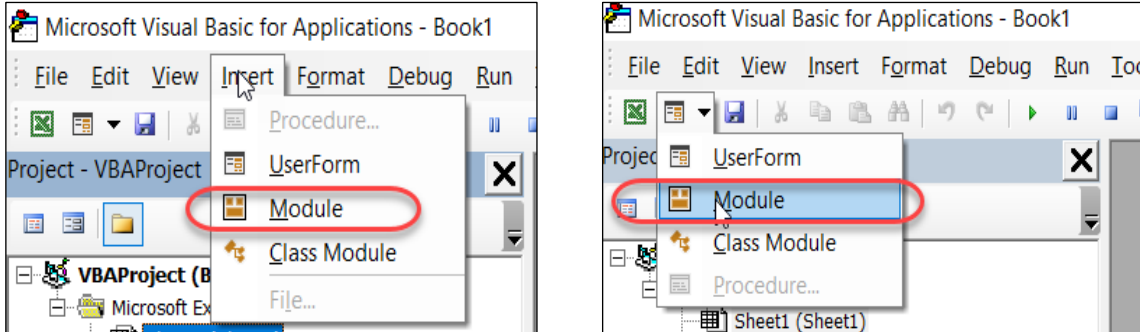 Microsoft Visual Basic for Applications - Book1
File Edit View Insert Format Debug Run
Procedure...
Project - VBAProject
UserForm
Module
Class Module
VBAProject (B
File...
Microsoft Ex
Microsoft Visual Basic for Applications - Book1
File Edit View Insert Format Debug Run Too
Projec
UserForm
Module
Class Module
Procedure...
Sheet1 (Sheet1)